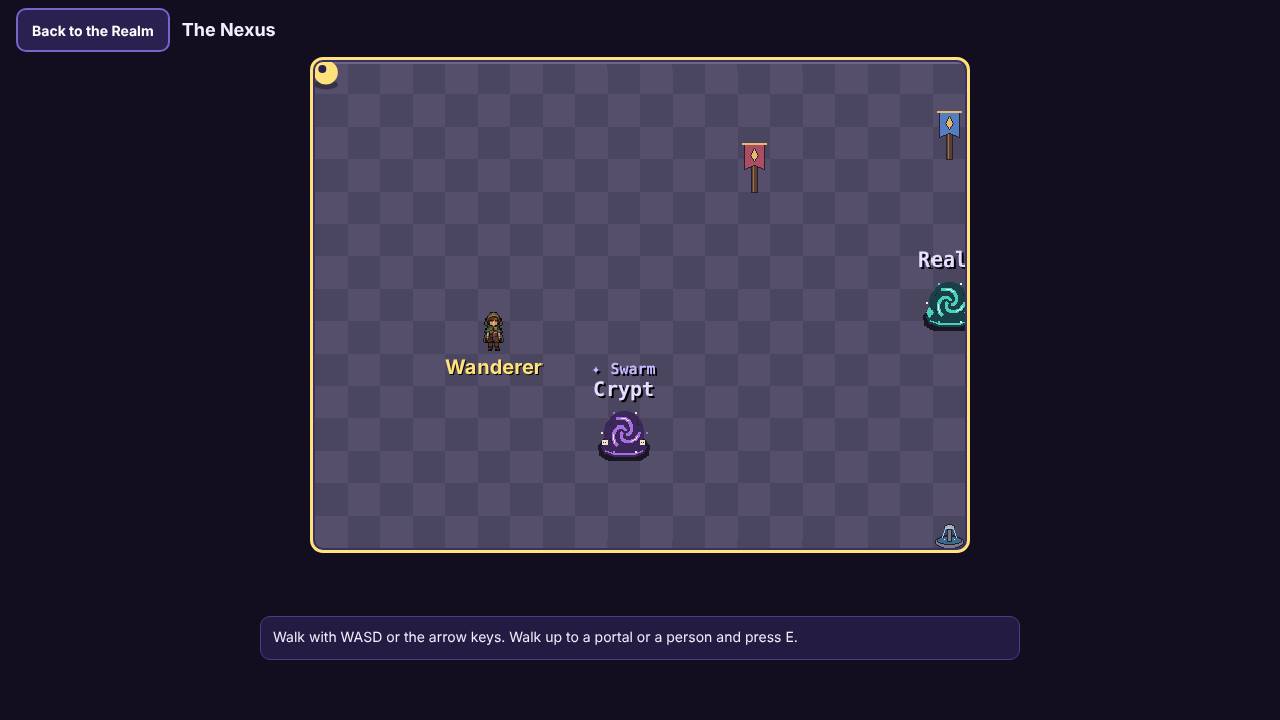 Back to the Realm
The Nexus
Real
Wanderer
✦ Swarm
Crypt
Walk with WASD or the arrow keys. Walk up to a portal or a person and press E.